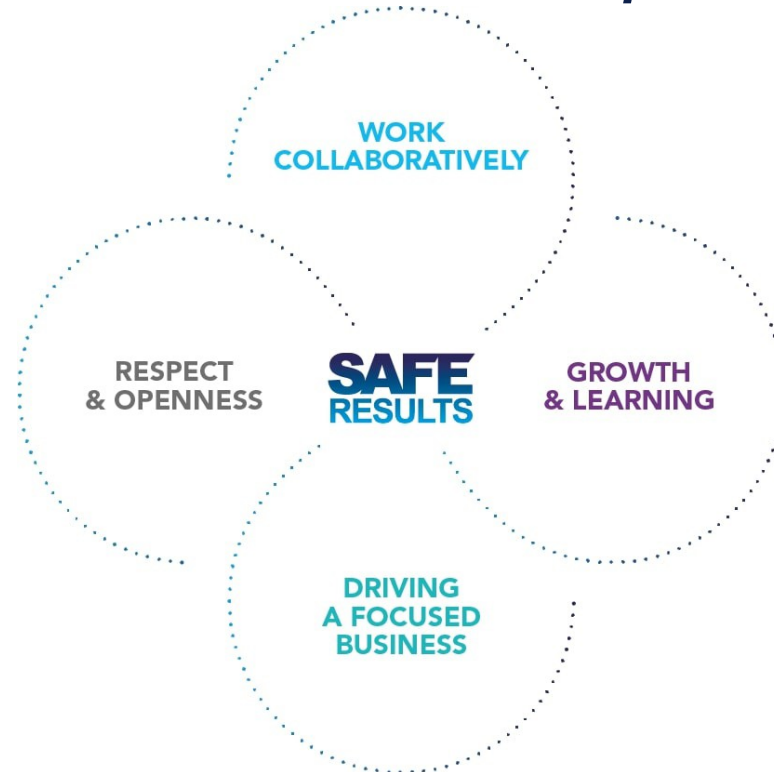 WORK
COLLABORATIVELY
RESPECT
& OPENNESS
SAFE
RESULTS
GROWTH
& LEARNING
DRIVING
A FOCUSED
BUSINESS